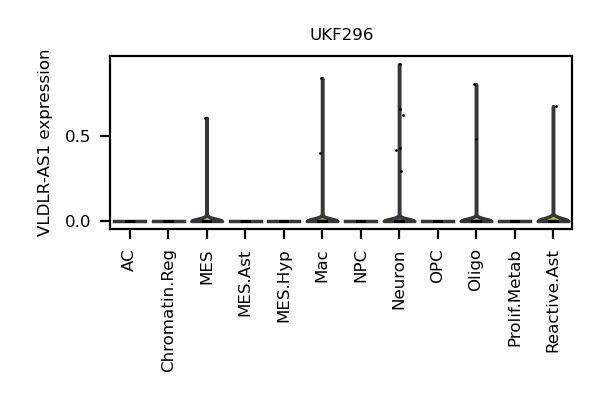 UKF296
VLDLR-AS1 expression
0.5
0.0
AC
Chromatin.Reg
MES
MES.Ast
MES.Hyp
Mac
NPC
Neuron
OPC
Oligo
Prolif.Metab
Reactive.Ast